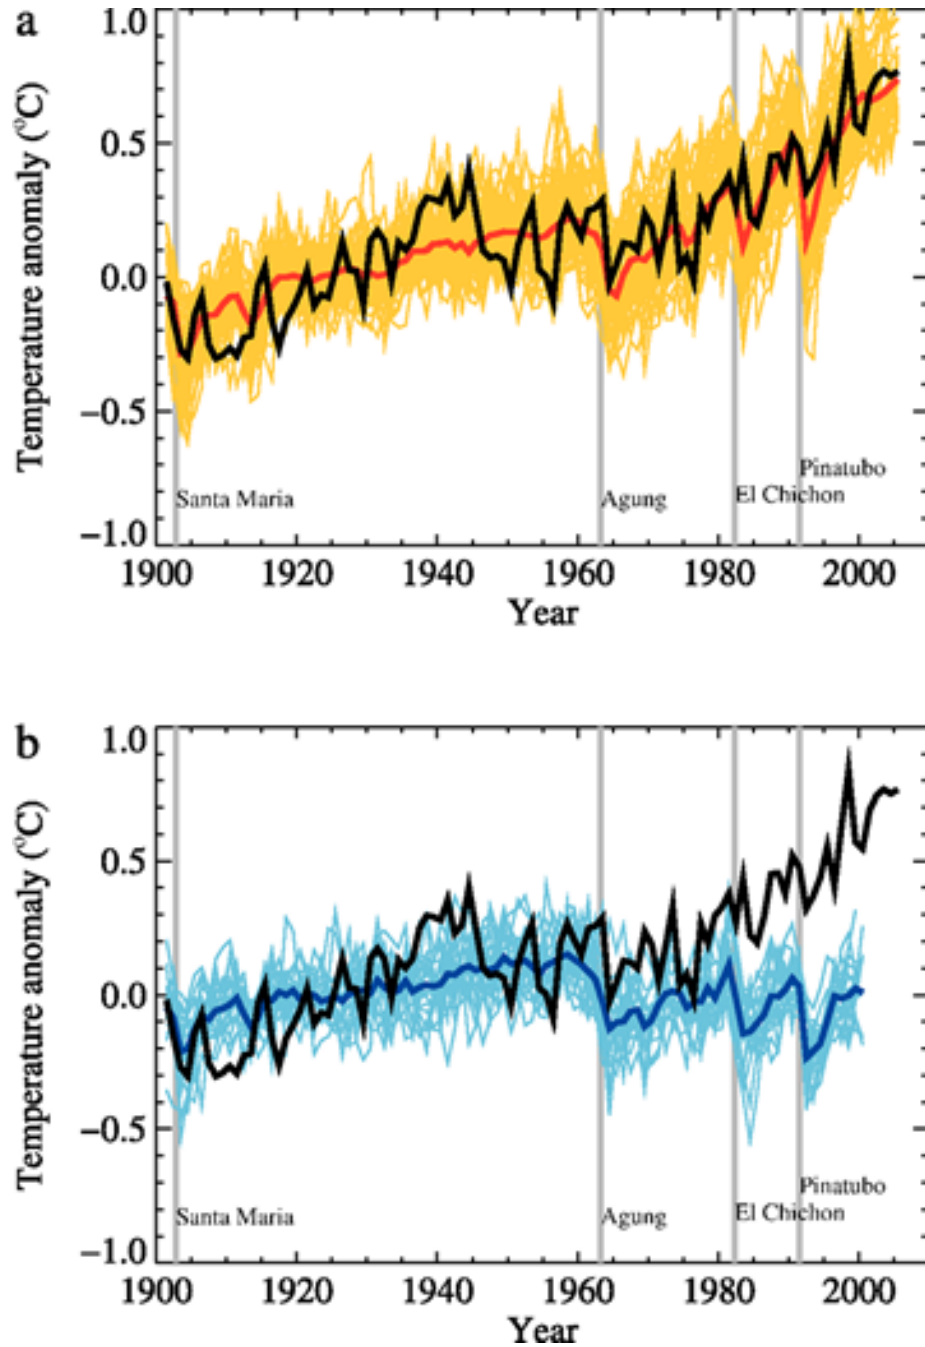 a
1.0
0.5
0.0
−0.5
−1.0
Temperature anomaly (°C)
Santa Maria
Agung
El Chichon
Pinatubo
1900 1920 1940 1960 1980 2000
Year
b
1.0
0.5
0.0
−0.5
−1.0
Temperature anomaly (°C)
Santa Maria
Agung
El Chichon
Pinatubo
1900 1920 1940 1960 1980 2000
Year